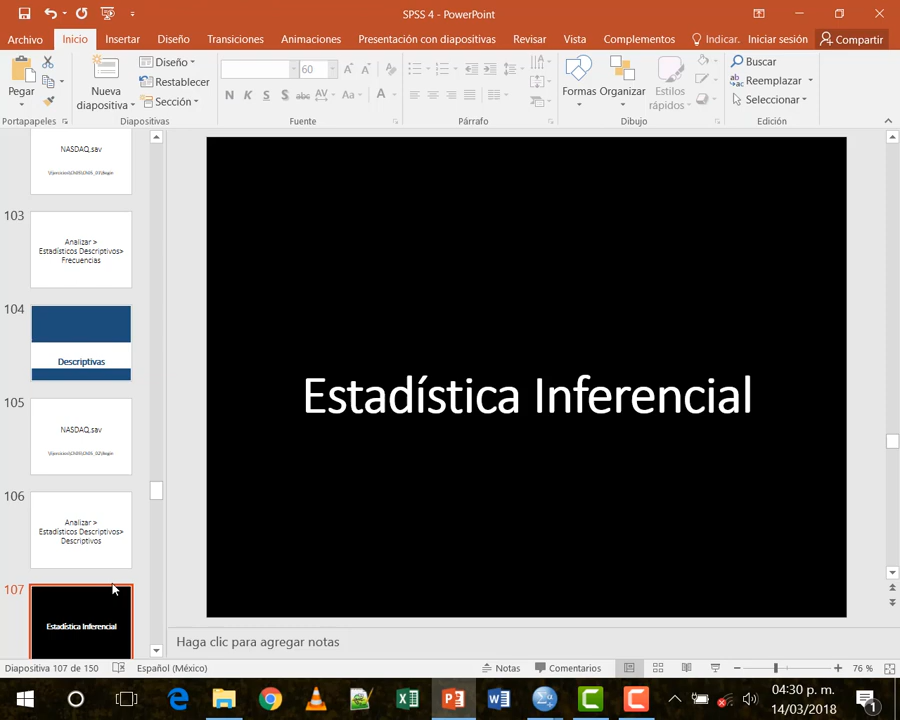 SPSS 4 - PowerPoint
Archivo Inicio Insertar Diseño Transiciones Animaciones Presentación con diapositivas Revisar Vista Complementos Indicar. Iniciar sesión Compartir
Pegar
Nueva
diapositiva
Diseño
Restablecer
Sección
60
N K S S abc AV Aa A
Formas
Organizar
Estilos
rápidos
Buscar
Reemplazar
Seleccionar
Portapapeles Diapositivas Fuente Párrafo Dibujo Edición
NASDAQ.sav
103
Analizar >
Estadísticos Descriptivos>
Frecuencias
104
Descriptivas
105
NASDAQ.sav
106
Analizar >
Estadísticos Descriptivos>
Descriptivos
107
Estadística Inferencial
Estadística Inferencial
Haga clic para agregar notas
Diapositiva 107 de 150 Español (México) Notas Comentarios 76 %
04:30 p. m.
14/03/2018
1